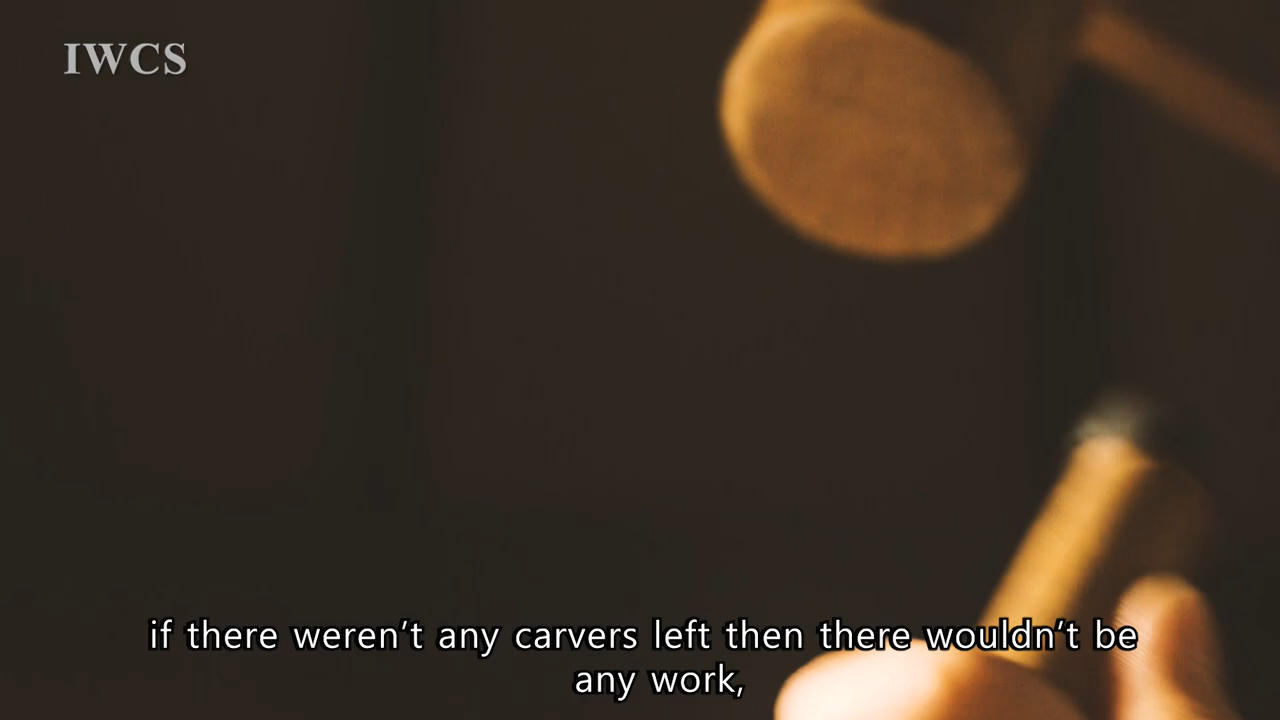 IWCS
if there weren’t any carvers left then there wouldn’t be
any work,